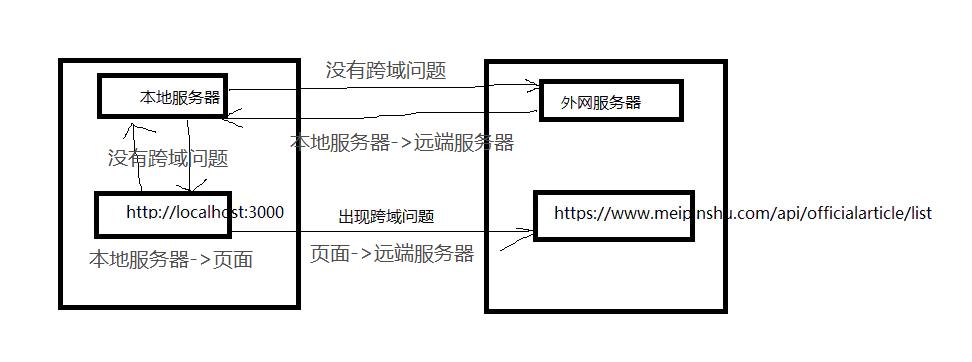 没有跨域问题
本地服务器
外网服务器
本地服务器->远端服务器
没有跨域问题
http://localhost:3000
出现跨域问题
https://www.meipinshu.com/api/officialarticle/list
本地服务器->页面
页面->远端服务器